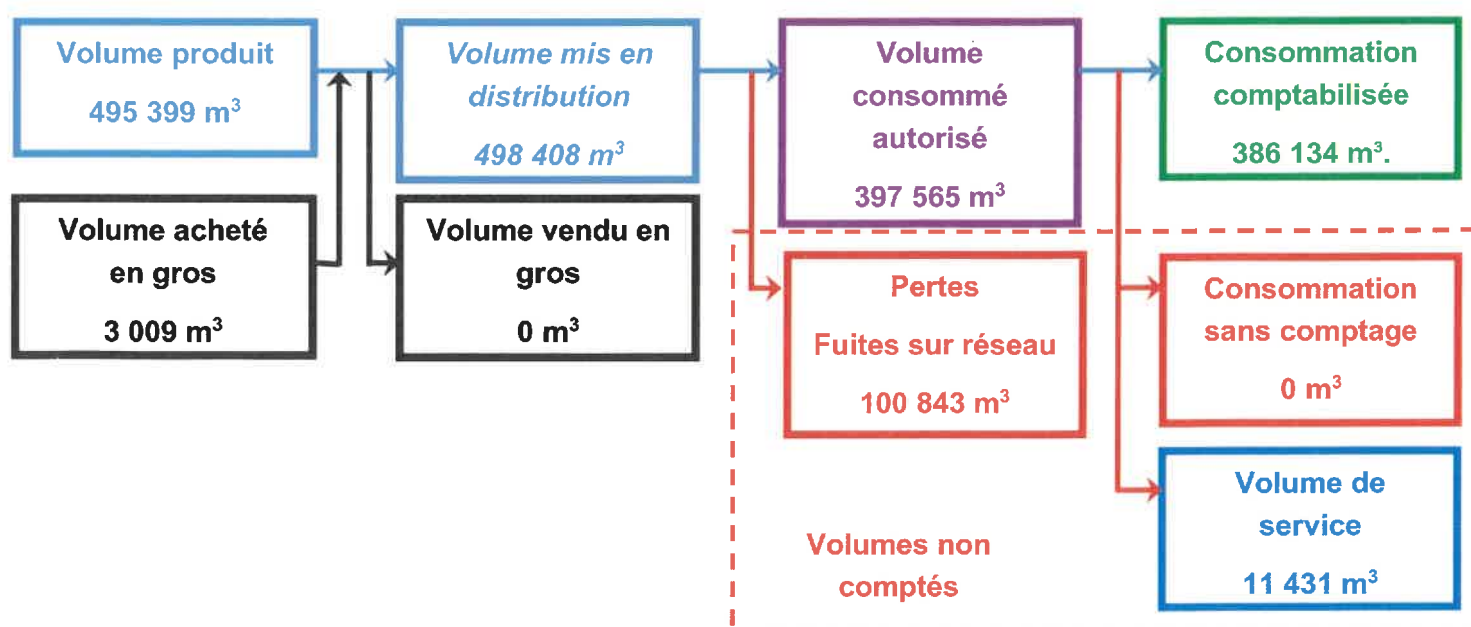 Volume produit
495 399 m³
Volume mis en
distribution
498 408 m³
Volume
consommé
autorisé
397 565 m³
Consommation
comptabilisée
386 134 m³.
Volume acheté
en gros
3 009 m³
Volume vendu en
gros
0 m³
Pertes
Fuites sur réseau
100 843 m³
Consommation
sans comptage
0 m³
Volumes non
comptés
Volume de
service
11 431 m³